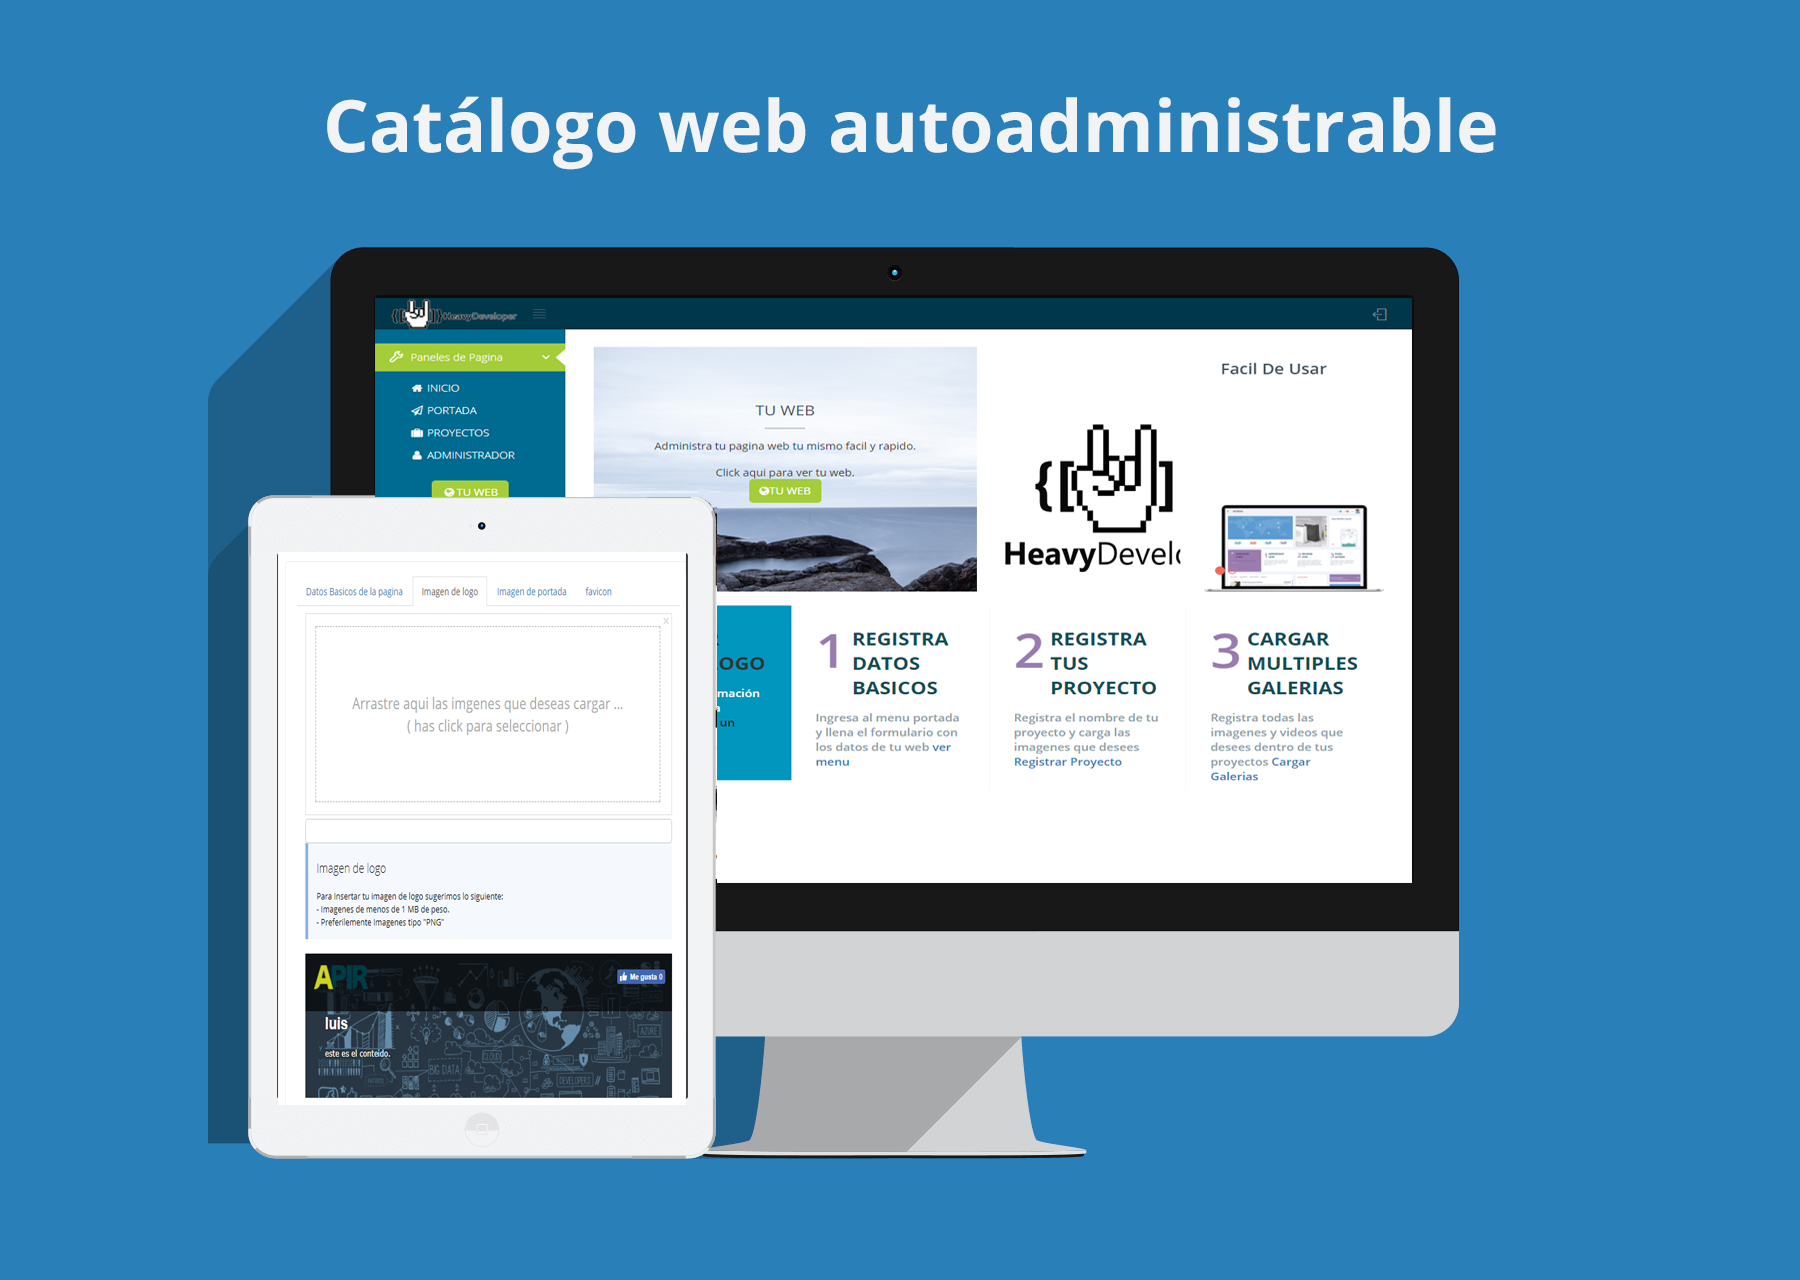 Catálogo web autoadministrable
HeavyDeveloper
Paneles de Pagina
INICIO
PORTADA
PROYECTOS
ADMINISTRADOR
TU WEB
TU WEB
Administra tu pagina web tu mismo facil y rapido.
Click aqui para ver tu web.
TU WEB
HeavyDevelo
Facil De Usar
R
OGO
mación
a
un
1 REGISTRA
DATOS
BASICOS
Ingresa al menu portada
y llena el formulario con
los datos de tu web ver
menu
2 REGISTRA
TUS
PROYECTO
Registra el nombre de tu
proyecto y carga las
imagenes que desees
Registrar Proyecto
3 CARGAR
MULTIPLES
GALERIAS
Registra todas las
imagenes y videos que
desees dentro de tus
proyectos Cargar
Galerias
Datos Basicos de la pagina Imagen de logo Imagen de portada favicon
x
Arrastre aqui las imgenes que deseas cargar ...
( has click para seleccionar )
Imagen de logo
Para insertar tu imagen de logo sugerimos lo siguiente:
- Imagenes de menos de 1 MB de peso.
- Preferilemente imagenes tipo "PNG"
APIR
Me gusta 0
luis
este es el conteido.
AZURE
CLOUD
BIG DATA
DEVELOPERS